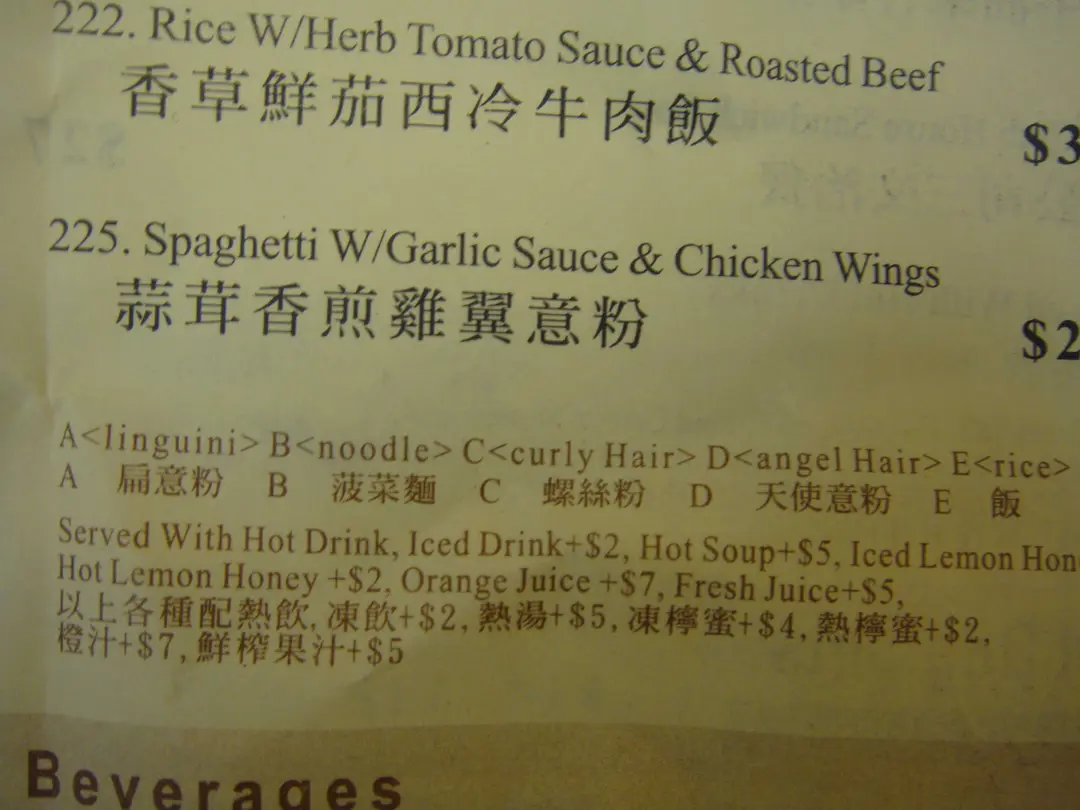 222. Rice W/Herb Tomato Sauce & Roasted Beef
香草鮮茄西冷牛肉飯
$3
225. Spaghetti W/Garlic Sauce & Chicken Wings
蒜茸香煎雞翼意粉
$2
A<linguini> B<noodle> C<curly Hair> D<angel Hair> E<rice>
A 扁意粉 B 菠菜麵 C 螺絲粉 D 天使意粉 E 飯
Served With Hot Drink, Iced Drink+$2, Hot Soup+$5, Iced Lemon Hon
Hot Lemon Honey +$2, Orange Juice +$7, Fresh Juice+$5,
以上各種配熱飲, 凍飲+$2, 熱湯+$5, 凍檸蜜+$4, 熱檸蜜+$2,
橙汁+$7, 鮮榨果汁+$5
Beverages